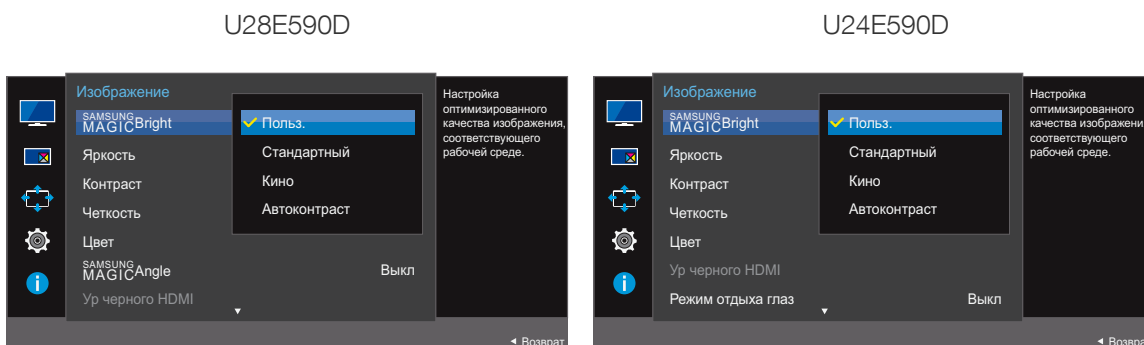 U28E590D
Изображение
SAMSUNG
MAGICBright
Яркость
Контраст
Четкость
Цвет
SAMSUNG
MAGICAngle
Выкл
Ур черного HDMI
Польз.
Стандартный
Кино
Автоконтраст
Настройка
оптимизированного
качества изображения,
соответствующего
рабочей среде.
Возврат
U24E590D
Изображение
SAMSUNG
MAGICBright
Яркость
Контраст
Четкость
Цвет
Ур черного HDMI
Режим отдыха глаз
Выкл
Польз.
Стандартный
Кино
Автоконтраст
Настройка
оптимизированного
качества изображени
соответствующего
рабочей среде.
Возвра